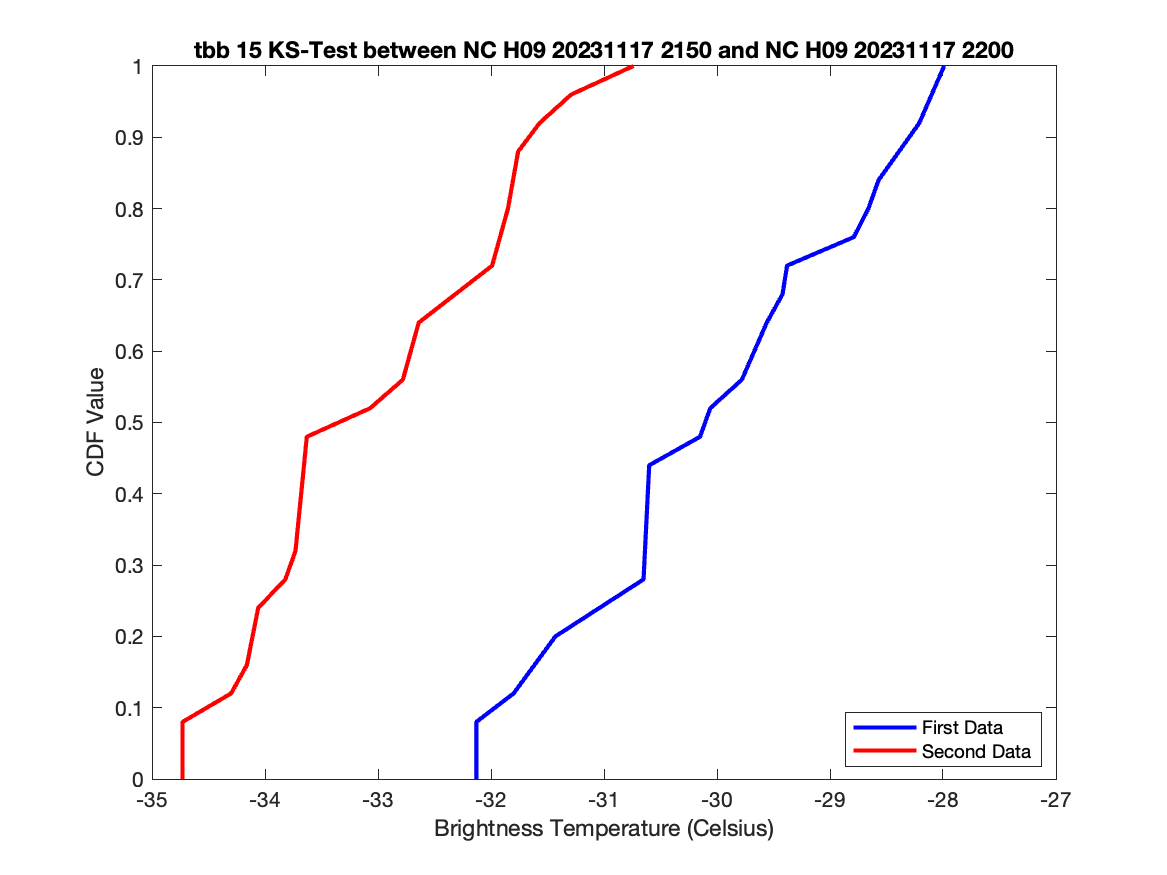 tbb 15 KS-Test between NC H09 20231117 2150 and NC H09 20231117 2200
1
0.9
0.8
0.7
0.6
0.5
0.4
0.3
0.2
0.1
0
CDF Value
First Data
Second Data
-35 -34 -33 -32 -31 -30 -29 -28 -27
Brightness Temperature (Celsius)